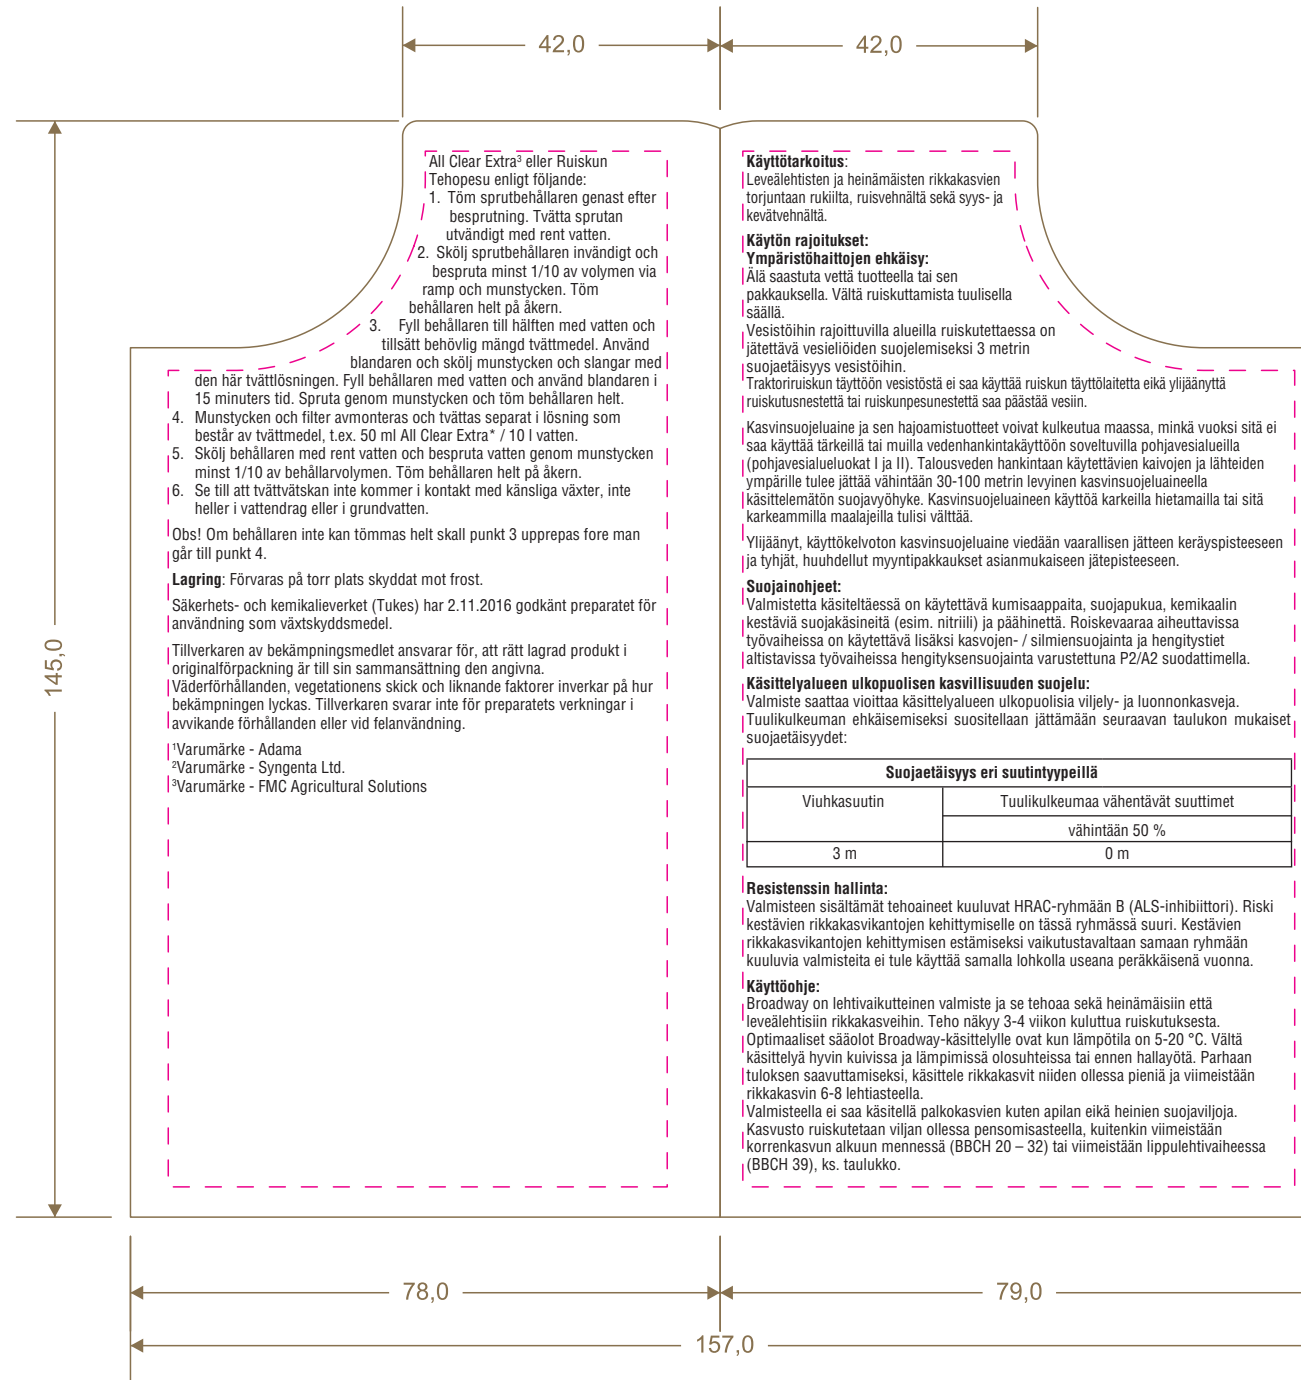 42,0
42,0
145,0
All Clear Extra³ eller Ruiskun
Tehopesu enligt följande:
1. Töm sprutbehållaren genast efter
besprutning. Tvätta sprutan
utvändigt med rent vatten.
2. Skölj sprutbehållaren invändigt och
bespruta minst 1/10 av volymen via
ramp och munstycken. Töm
behållaren helt på åkern.
3. Fyll behållaren till hälften med vatten och
tillsätt behövlig mängd tvättmedel. Använd
blandaren och skölj munstycken och slangar med
den här tvättlösningen. Fyll behållaren med vatten och använd blandaren i
15 minuters tid. Spruta genom munstycken och töm behållaren helt.
4. Munstycken och filter avmonteras och tvättas separat i lösning som
består av tvättmedel, t.ex. 50 ml All Clear Extra* / 10 l vatten.
5. Skölj behållaren med rent vatten och bespruta vatten genom munstycken
minst 1/10 av behållarvolymen. Töm behållaren helt på åkern.
6. Se till att tvättvätskan inte kommer i kontakt med känsliga växter, inte
heller i vattendrag eller i grundvatten.
Obs! Om behållaren inte kan tömmas helt skall punkt 3 upprepas fore man
går till punkt 4.
Lagring: Förvaras på torr plats skyddat mot frost.
Säkerhets- och kemikalieverket (Tukes) har 2.11.2016 godkänt preparatet för
användning som växtskyddsmedel.
Tillverkaren av bekämpningsmedlet ansvarar för, att rätt lagrad produkt i
originalförpackning är till sin sammansättning den angivna.
Väderförhållanden, vegetationens skick och liknande faktorer inverkar på hur
bekämpningen lyckas. Tillverkaren svarar inte för preparatets verkningar i
avvikande förhållanden eller vid felanvändning.
¹Varumärke - Adama
²Varumärke - Syngenta Ltd.
³Varumärke - FMC Agricultural Solutions
Käyttötarkoitus:
Leveälehtisten ja heinämäisten rikkakasvien
torjuntaan rukiilta, ruisvehnältä sekä syys- ja
kevätvehnältä.
Käytön rajoitukset:
Ympäristöhaittojen ehkäisy:
Älä saastuta vettä tuotteella tai sen
pakkauksella. Vältä ruiskuttamista tuulisella
säällä.
Vesistöihin rajoittuvilla alueilla ruiskutettaessa on
jätettävä vesieliöiden suojelemiseksi 3 metrin
suojaetäisyys vesistöihin.
Traktoriruiskun täyttöön vesistöstä ei saa käyttää ruiskun täyttölaitetta eikä ylijäänyttä
ruiskutusnestettä tai ruiskunpesunestettä saa päästää vesiin.
Kasvinsuojeluaine ja sen hajoamistuotteet voivat kulkeutua maassa, minkä vuoksi sitä ei
saa käyttää tärkeillä tai muilla vedenhankintakäyttöön soveltuvilla pohjavesialueilla
(pohjavesialueluokat I ja II). Talousveden hankintaan käytettävien kaivojen ja lähteiden
ympärille tulee jättää vähintään 30-100 metrin levyinen kasvinsuojeluaineella
käsittelemätön suojavyöhyke. Kasvinsuojeluaineen käyttöä karkeilla hietamailla tai sitä
karkeammilla maalajeilla tulisi välttää.
Ylijäänyt, käyttökelvoton kasvinsuojeluaine viedään vaarallisen jätteen keräyspisteeseen
ja tyhjät, huuhdellut myyntipakkaukset asianmukaiseen jätepisteeseen.
Suojainohjeet:
Valmistetta käsiteltäessä on käytettävä kumisaappaita, suojapukua, kemikaalin
kestäviä suojakäsineitä (esim. nitriili) ja päähinettä. Roiskevaaraa aiheuttavissa
työvaiheissa on käytettävä lisäksi kasvojen- / silmiensuojainta ja hengitystiet
altistavissa työvaiheissa hengityksensuojainta varustettuna P2/A2 suodattimella.
Käsittelyalueen ulkopuolisen kasvillisuuden suojelu:
Valmiste saattaa vioittaa käsittelyalueen ulkopuolisia viljely- ja luonnonkasveja.
Tuulikulkeuman ehkäisemiseksi suositellaan jättämään seuraavan taulukon mukaiset
suojaetäisyydet:
Suojaetäisyys eri suutintyypeillä
Viuhkasuutin
Tuulikulkeumaa vähentävät suuttimet
vähintään 50 %
3 m
0 m
Resistenssin hallinta:
Valmisteen sisältämät tehoaineet kuuluvat HRAC-ryhmään B (ALS-inhibiittori). Riski
kestävien rikkakasvikantojen kehittymiselle on tässä ryhmässä suuri. Kestävien
rikkakasvikantojen kehittymisen estämiseksi vaikutustavaltaan samaan ryhmään
kuuluvia valmisteita ei tule käyttää samalla lohkolla useana peräkkäisenä vuonna.
Käyttöohje:
Broadway on lehtivaikutteinen valmiste ja se tehoaa sekä heinämäisiin että
leveälehtisiin rikkakasveihin. Teho näkyy 3-4 viikon kuluttua ruiskutuksesta.
Optimaaliset sääolot Broadway-käsittelylle ovat kun lämpötila on 5-20 °C. Vältä
käsittelyä hyvin kuivissa ja lämpimissä olosuhteissa tai ennen hallayötä. Parhaan
tuloksen saavuttamiseksi, käsittele rikkakasvit niiden ollessa pieniä ja viimeistään
rikkakasvin 6-8 lehtiasteella.
Valmisteella ei saa käsitellä palkokasvien kuten apilan eikä heinien suojaviljoja.
Kasvusto ruiskutetaan viljan ollessa pensomisasteella, kuitenkin viimeistään
korrenkasvun alkuun mennessä (BBCH 20 – 32) tai viimeistään lippulehtivaiheessa
(BBCH 39), ks. taulukko.
78,0
79,0
157,0